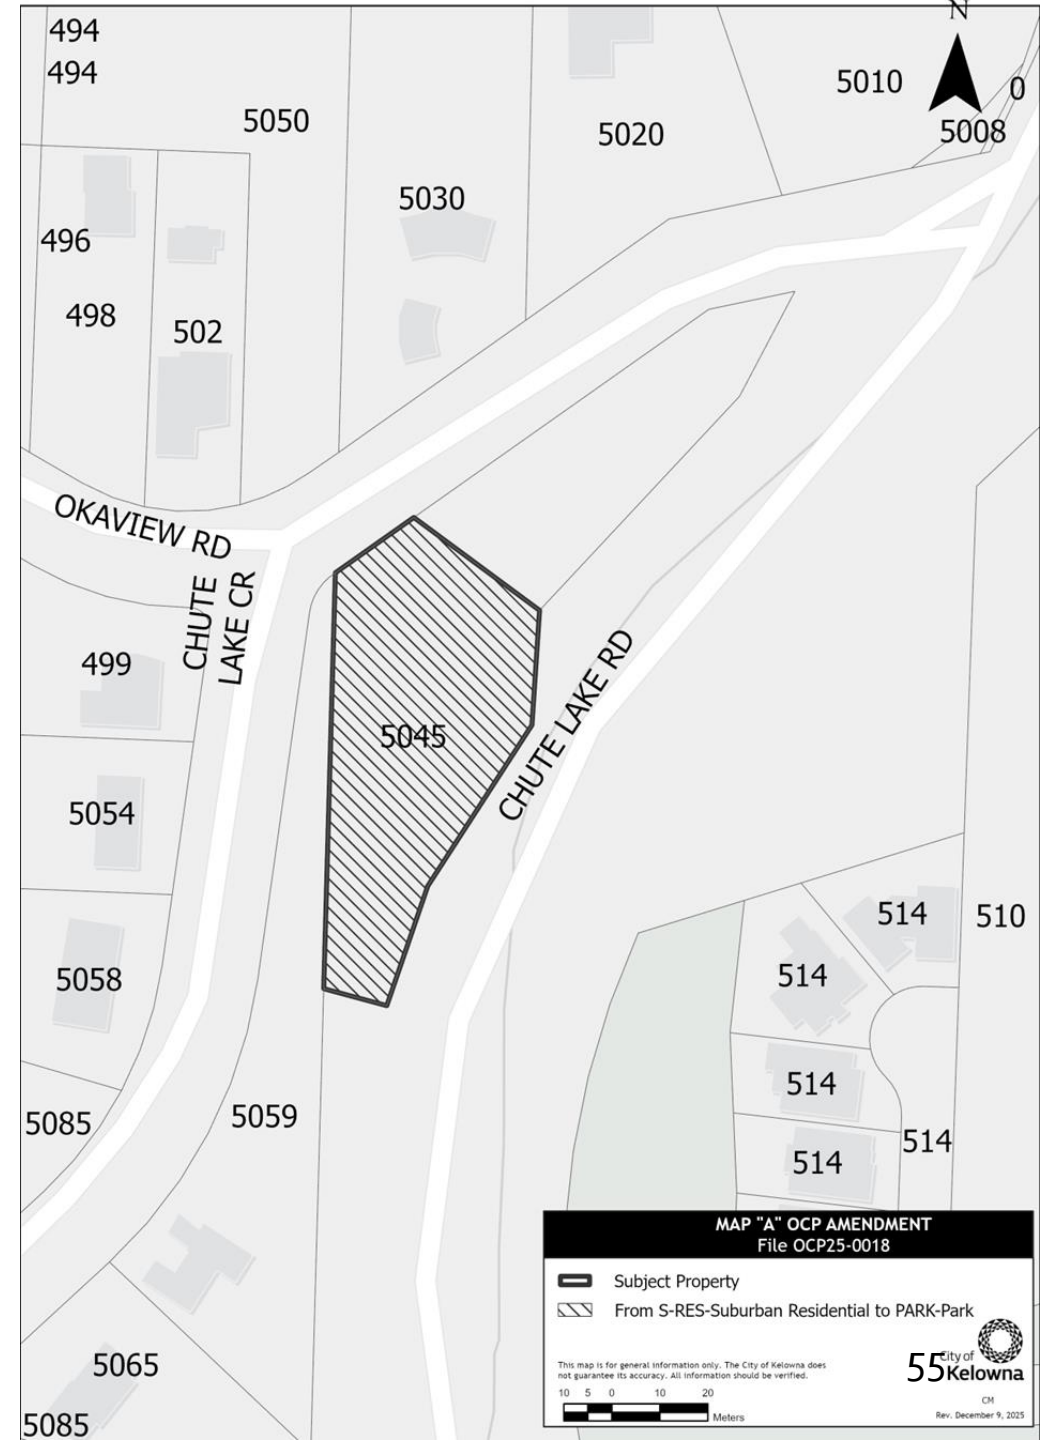 N
494
494
5010
0
5050
5020
5008
5030
496
498
502
OKAVIEW RD
CHUTE
LAKE CR
499
CHUTE LAKE RD
5045
5054
514
510
5058
514
514
5085
5059
514
514
MAP "A" OCP AMENDMENT
File OCP25-0018
Subject Property
From S-RES-Suburban Residential to PARK-Park
5065
This map is for general information only. The City of Kelowna does
not guarantee its accuracy. All information should be verified.
55
City of
Kelowna
10 5 0 10 20
Meters
CM
Rev. December 9, 2025
5085